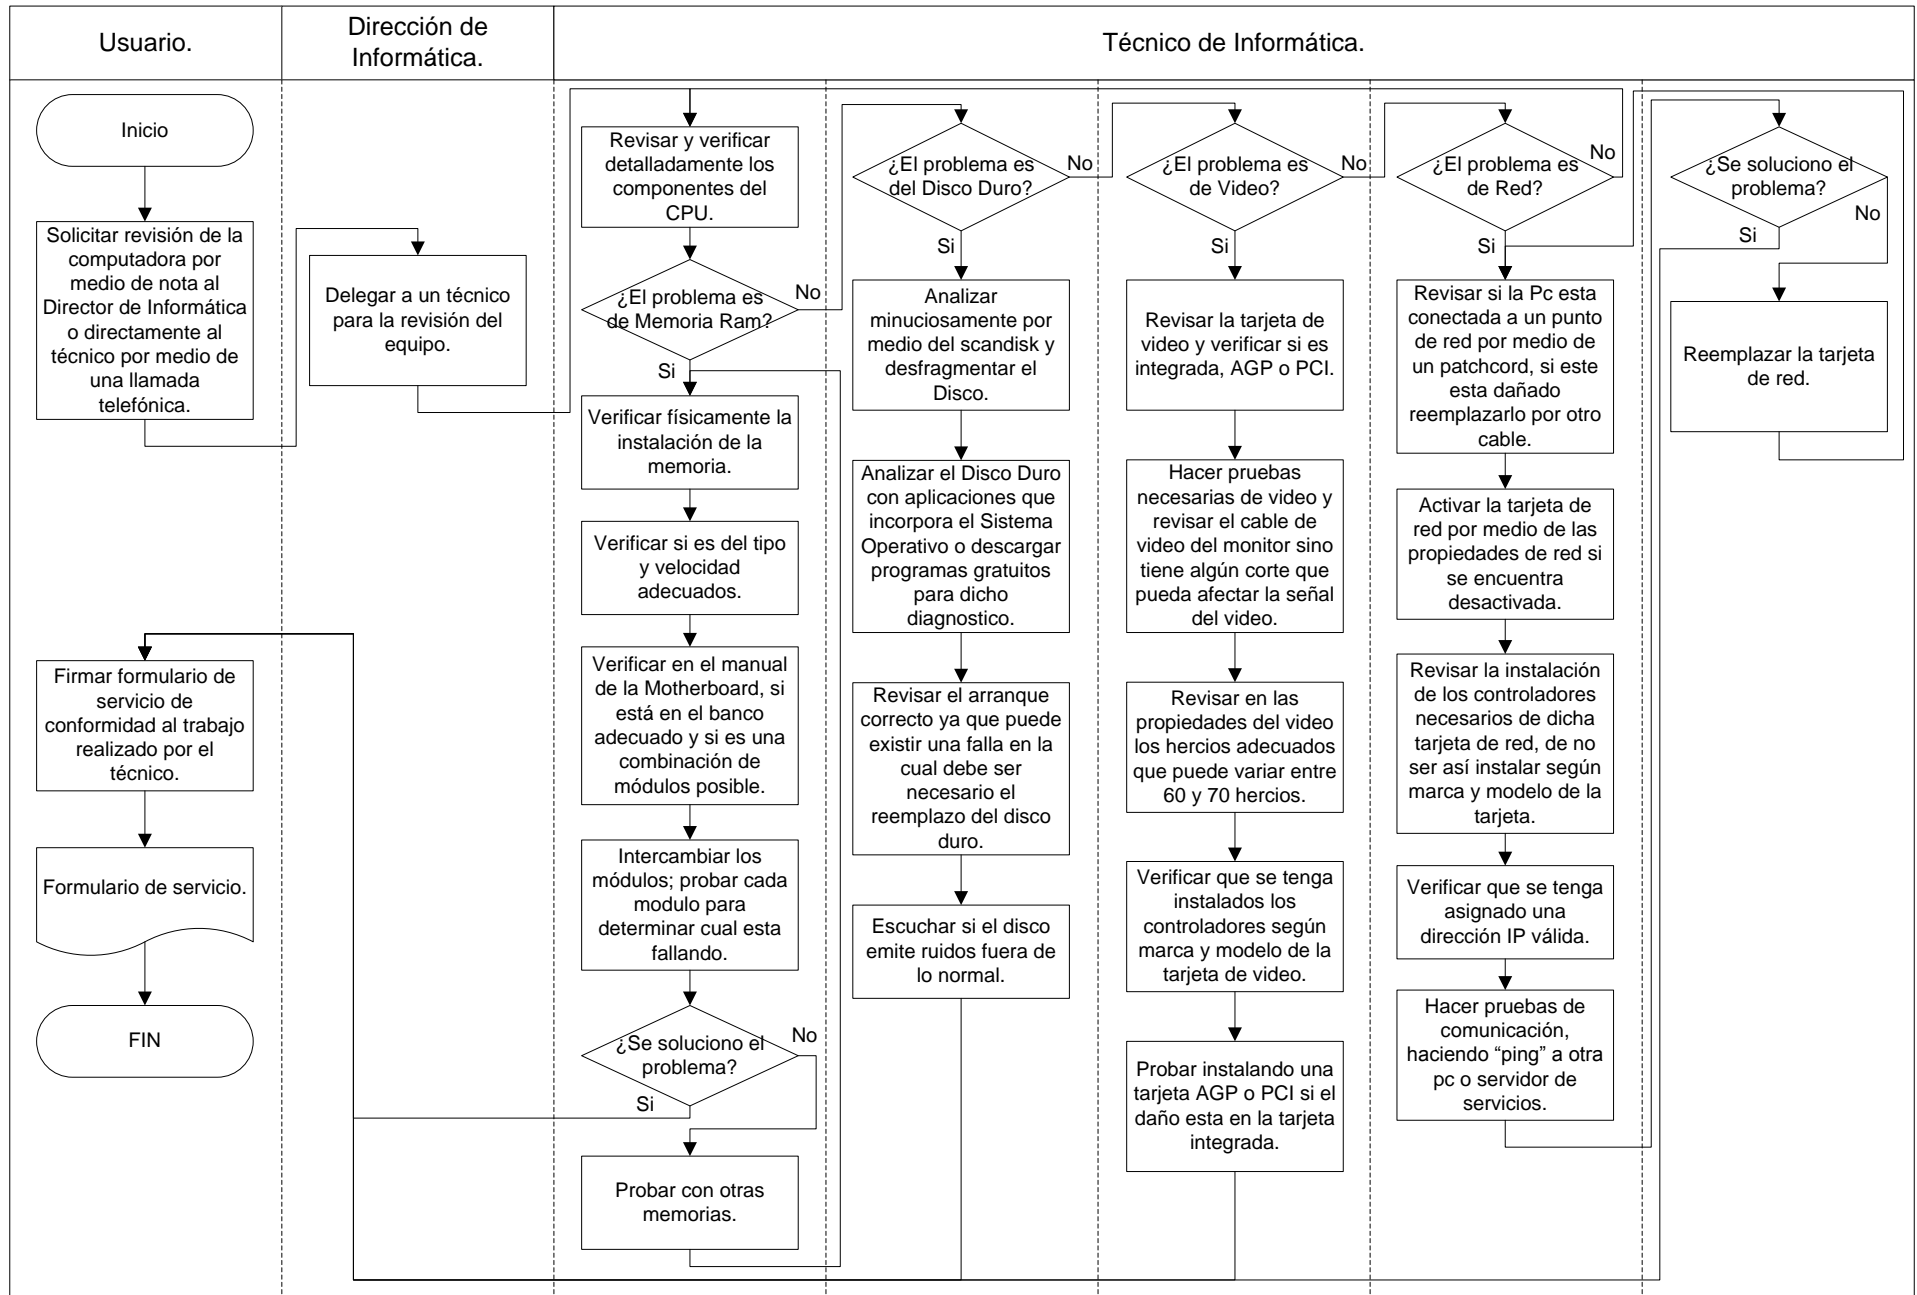 Usuario.
Dirección de
Informática.
Técnico de Informática.
Inicio
Solicitar revisión de la
computadora por
medio de nota al
Director de Informática
o directamente al
técnico por medio de
una llamada
telefónica.
Firmar formulario de
servicio de
conformidad al trabajo
realizado por el
técnico.
Formulario de servicio.
FIN
Delegar a un técnico
para la revisión del
equipo.
Revisar y verificar
detalladamente los
componentes del
CPU.
¿El problema es
de Memoria Ram?
No
Si
Verificar físicamente la
instalación de la
memoria.
Verificar si es del tipo
y velocidad
adecuados.
Verificar en el manual
de la Motherboard, si
está en el banco
adecuado y si es una
combinación de
módulos posible.
Intercambiar los
módulos; probar cada
modulo para
determinar cual esta
fallando.
¿Se soluciono el
problema?
No
Si
Probar con otras
memorias.
¿El problema es
del Disco Duro?
No
Si
Analizar
minuciosamente por
medio del scandisk y
desfragmentar el
Disco.
Analizar el Disco Duro
con aplicaciones que
incorpora el Sistema
Operativo o descargar
programas gratuitos
para dicho
diagnostico.
Revisar el arranque
correcto ya que puede
existir una falla en la
cual debe ser
necesario el
reemplazo del disco
duro.
Escuchar si el disco
emite ruidos fuera de
lo normal.
¿El problema es
de Video?
No
Si
Revisar la tarjeta de
video y verificar si es
integrada, AGP o PCI.
Hacer pruebas
necesarias de video y
revisar el cable de
video del monitor sino
tiene algún corte que
pueda afectar la señal
del video.
Revisar en las
propiedades del video
los hercios adecuados
que puede variar entre
60 y 70 hercios.
Verificar que se tenga
instalados los
controladores según
marca y modelo de la
tarjeta de video.
Probar instalando una
tarjeta AGP o PCI si el
daño esta en la tarjeta
integrada.
¿El problema es
de Red?
No
Si
Revisar si la Pc esta
conectada a un punto
de red por medio de
un patchcord, si este
esta dañado
reemplazarlo por otro
cable.
Activar la tarjeta de
red por medio de las
propiedades de red si
se encuentra
desactivada.
Revisar la instalación
de los controladores
necesarios de dicha
tarjeta de red, de no
ser así instalar según
marca y modelo de la
tarjeta.
Verificar que se tenga
asignado una
dirección IP válida.
Hacer pruebas de
comunicación,
haciendo “ping” a otra
pc o servidor de
servicios.
¿Se soluciono el
problema?
No
Si
Reemplazar la tarjeta
de red.